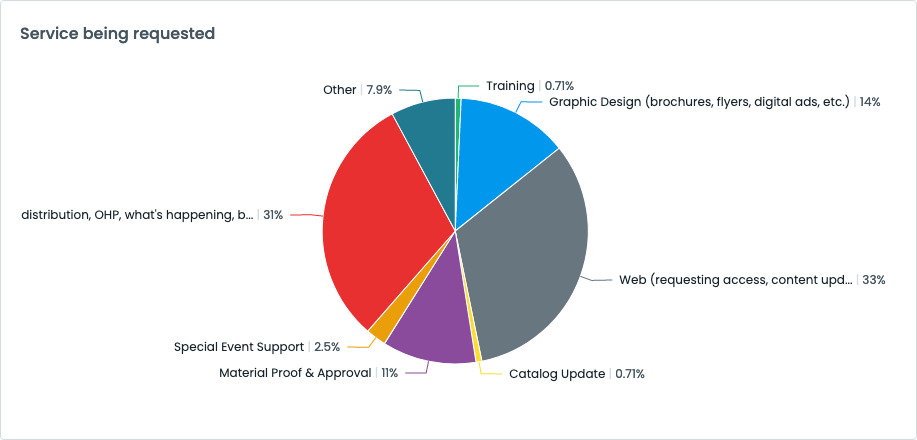 Service being requested
Training | 0.71%
Other | 7.9%
Graphic Design (brochures, flyers, digital ads, etc.) | 14%
distribution, OHP, what's happening, b... | 31%
Web (requesting access, content upd... | 33%
Special Event Support | 2.5%
Material Proof & Approval | 11%
Catalog Update | 0.71%